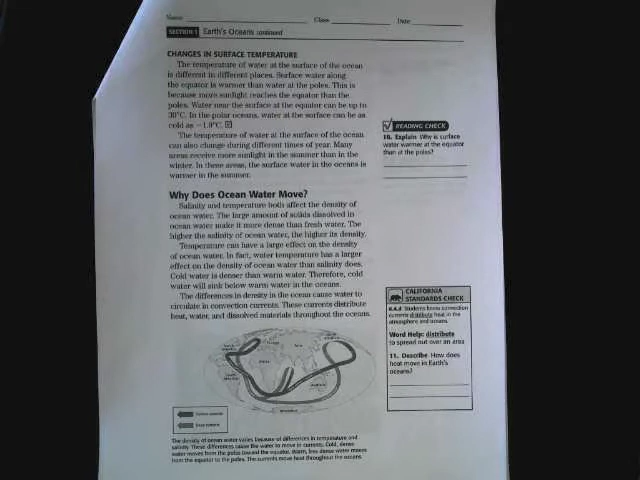 Name Class Date
SECTION 1 Earth's Oceans continued
CHANGES IN SURFACE TEMPERATURE
The temperature of water at the surface of the ocean
is different in different places. Surface water along
the equator is warmer than water at the poles. This is
because more sunlight reaches the equator than the
poles. Water near the surface at the equator can be up to
30°C. In the polar oceans, water at the surface can be as
cold as −1.9°C.
The temperature of water at the surface of the ocean
can also change during different times of year. Many
areas receive more sunlight in the summer than in the
winter. In these areas, the surface water in the oceans is
warmer in the summer.
READING CHECK
10. Explain Why is surface
water warmer at the equator
than at the poles?
Why Does Ocean Water Move?
Salinity and temperature both affect the density of
ocean water. The large amount of solids dissolved in
ocean water make it more dense than fresh water. The
higher the salinity of ocean water, the higher its density.
Temperature can have a large effect on the density
of ocean water. In fact, water temperature has a larger
effect on the density of ocean water than salinity does.
Cold water is denser than warm water. Therefore, cold
water will sink below warm water in the oceans.
The differences in density in the ocean cause water to
circulate in convection currents. These currents distribute
heat, water, and dissolved materials throughout the oceans.
CALIFORNIA
STANDARDS CHECK
6.4.d Students know convection
currents distribute heat in the
atmosphere and oceans.
Word Help: distribute
to spread out over an area
11. Describe How does
heat move in Earth's
oceans?
The density of ocean water varies because of differences in temperature and
salinity. These differences cause the water to move in currents. Cold, dense
water moves from the poles toward the equator. Warm, less dense water moves
from the equator to the poles. The currents move heat throughout the oceans.